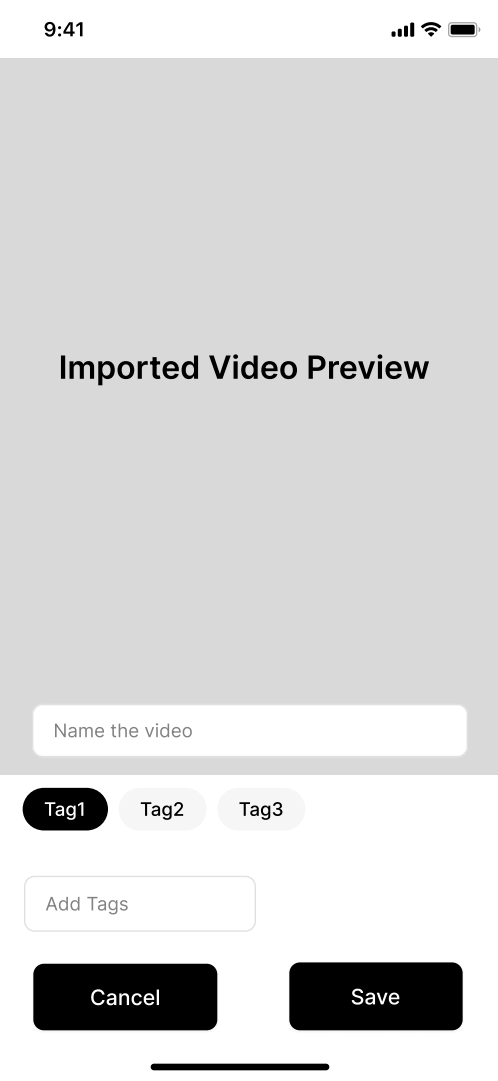 9:41
Imported Video Preview
Name the video
Tag1 Tag2 Tag3
Add Tags
Cancel Save